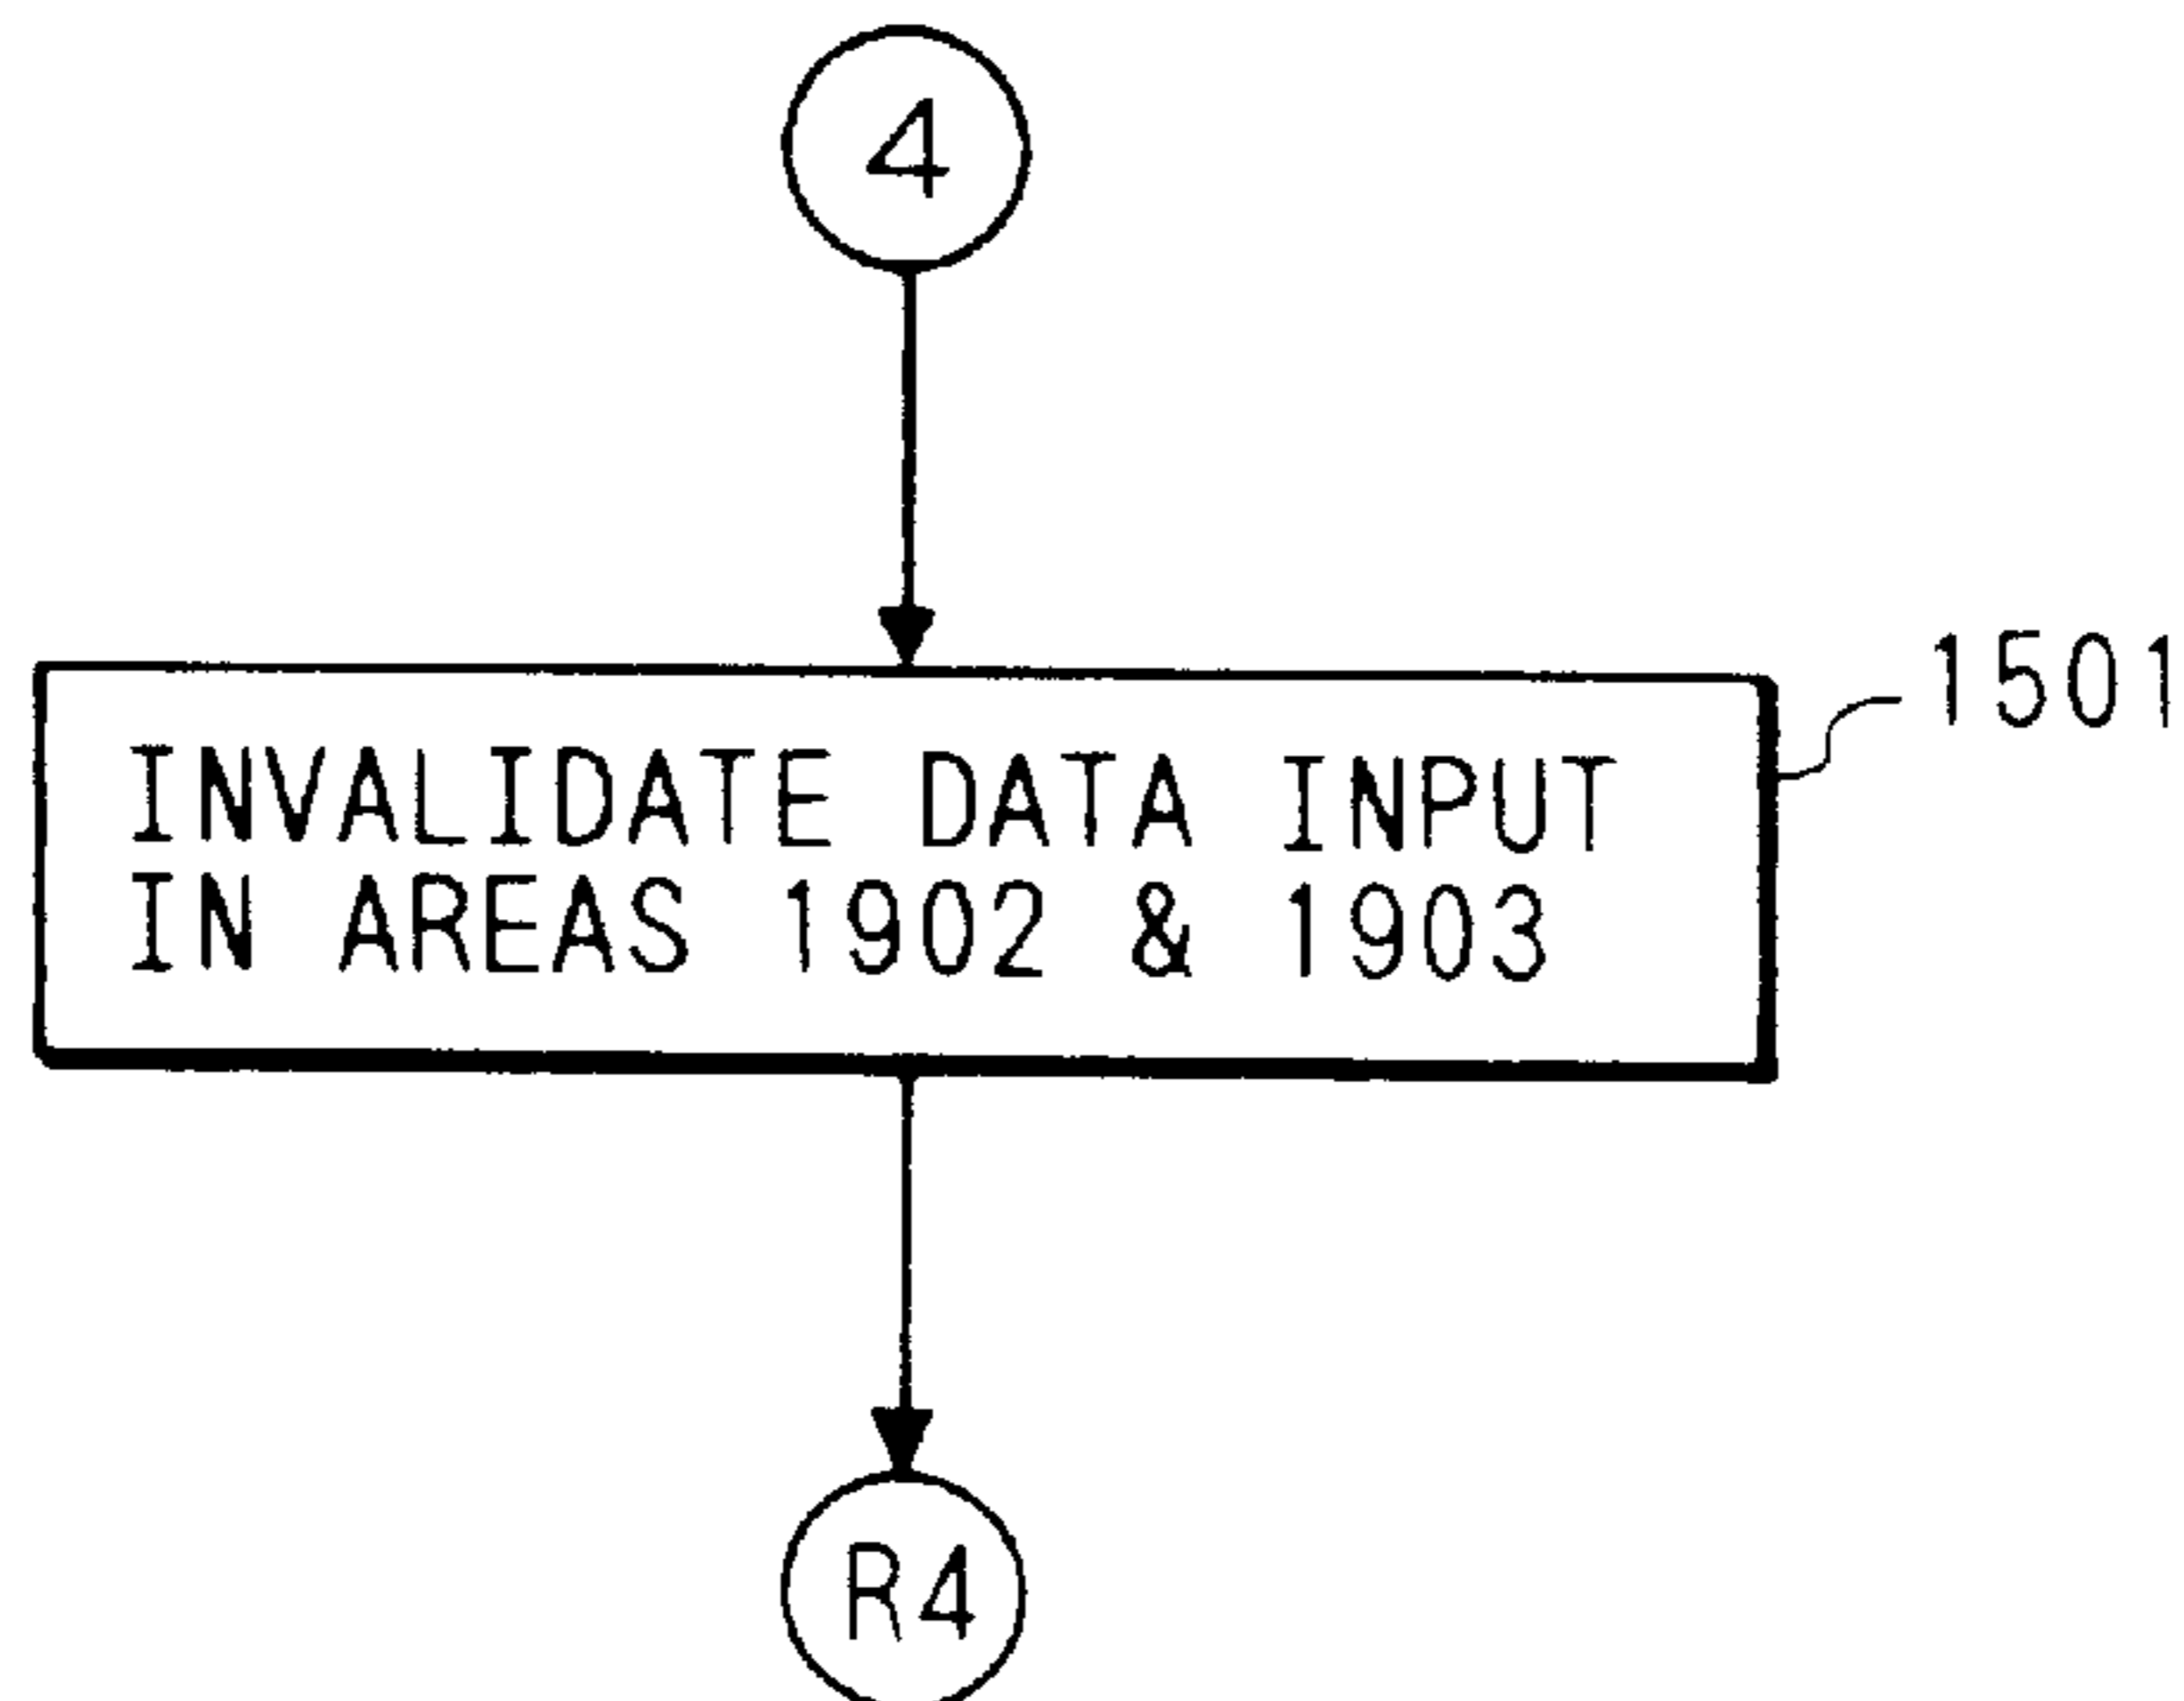 4
1501
INVALIDATE DATA INPUT
IN AREAS 1902 & 1903
R4